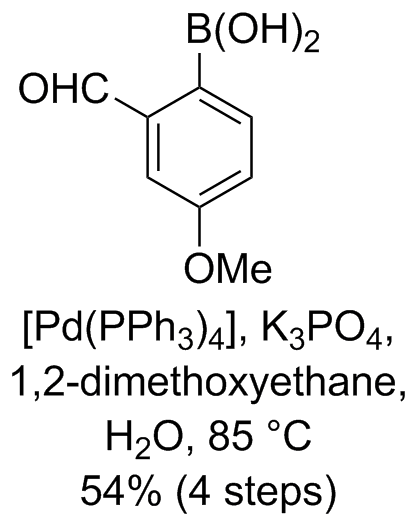 B(OH)₂
OHC
OMe
[Pd(PPh₃)₄], K₃PO₄,
1,2-dimethoxyethane,
H₂O, 85 °C
54% (4 steps)